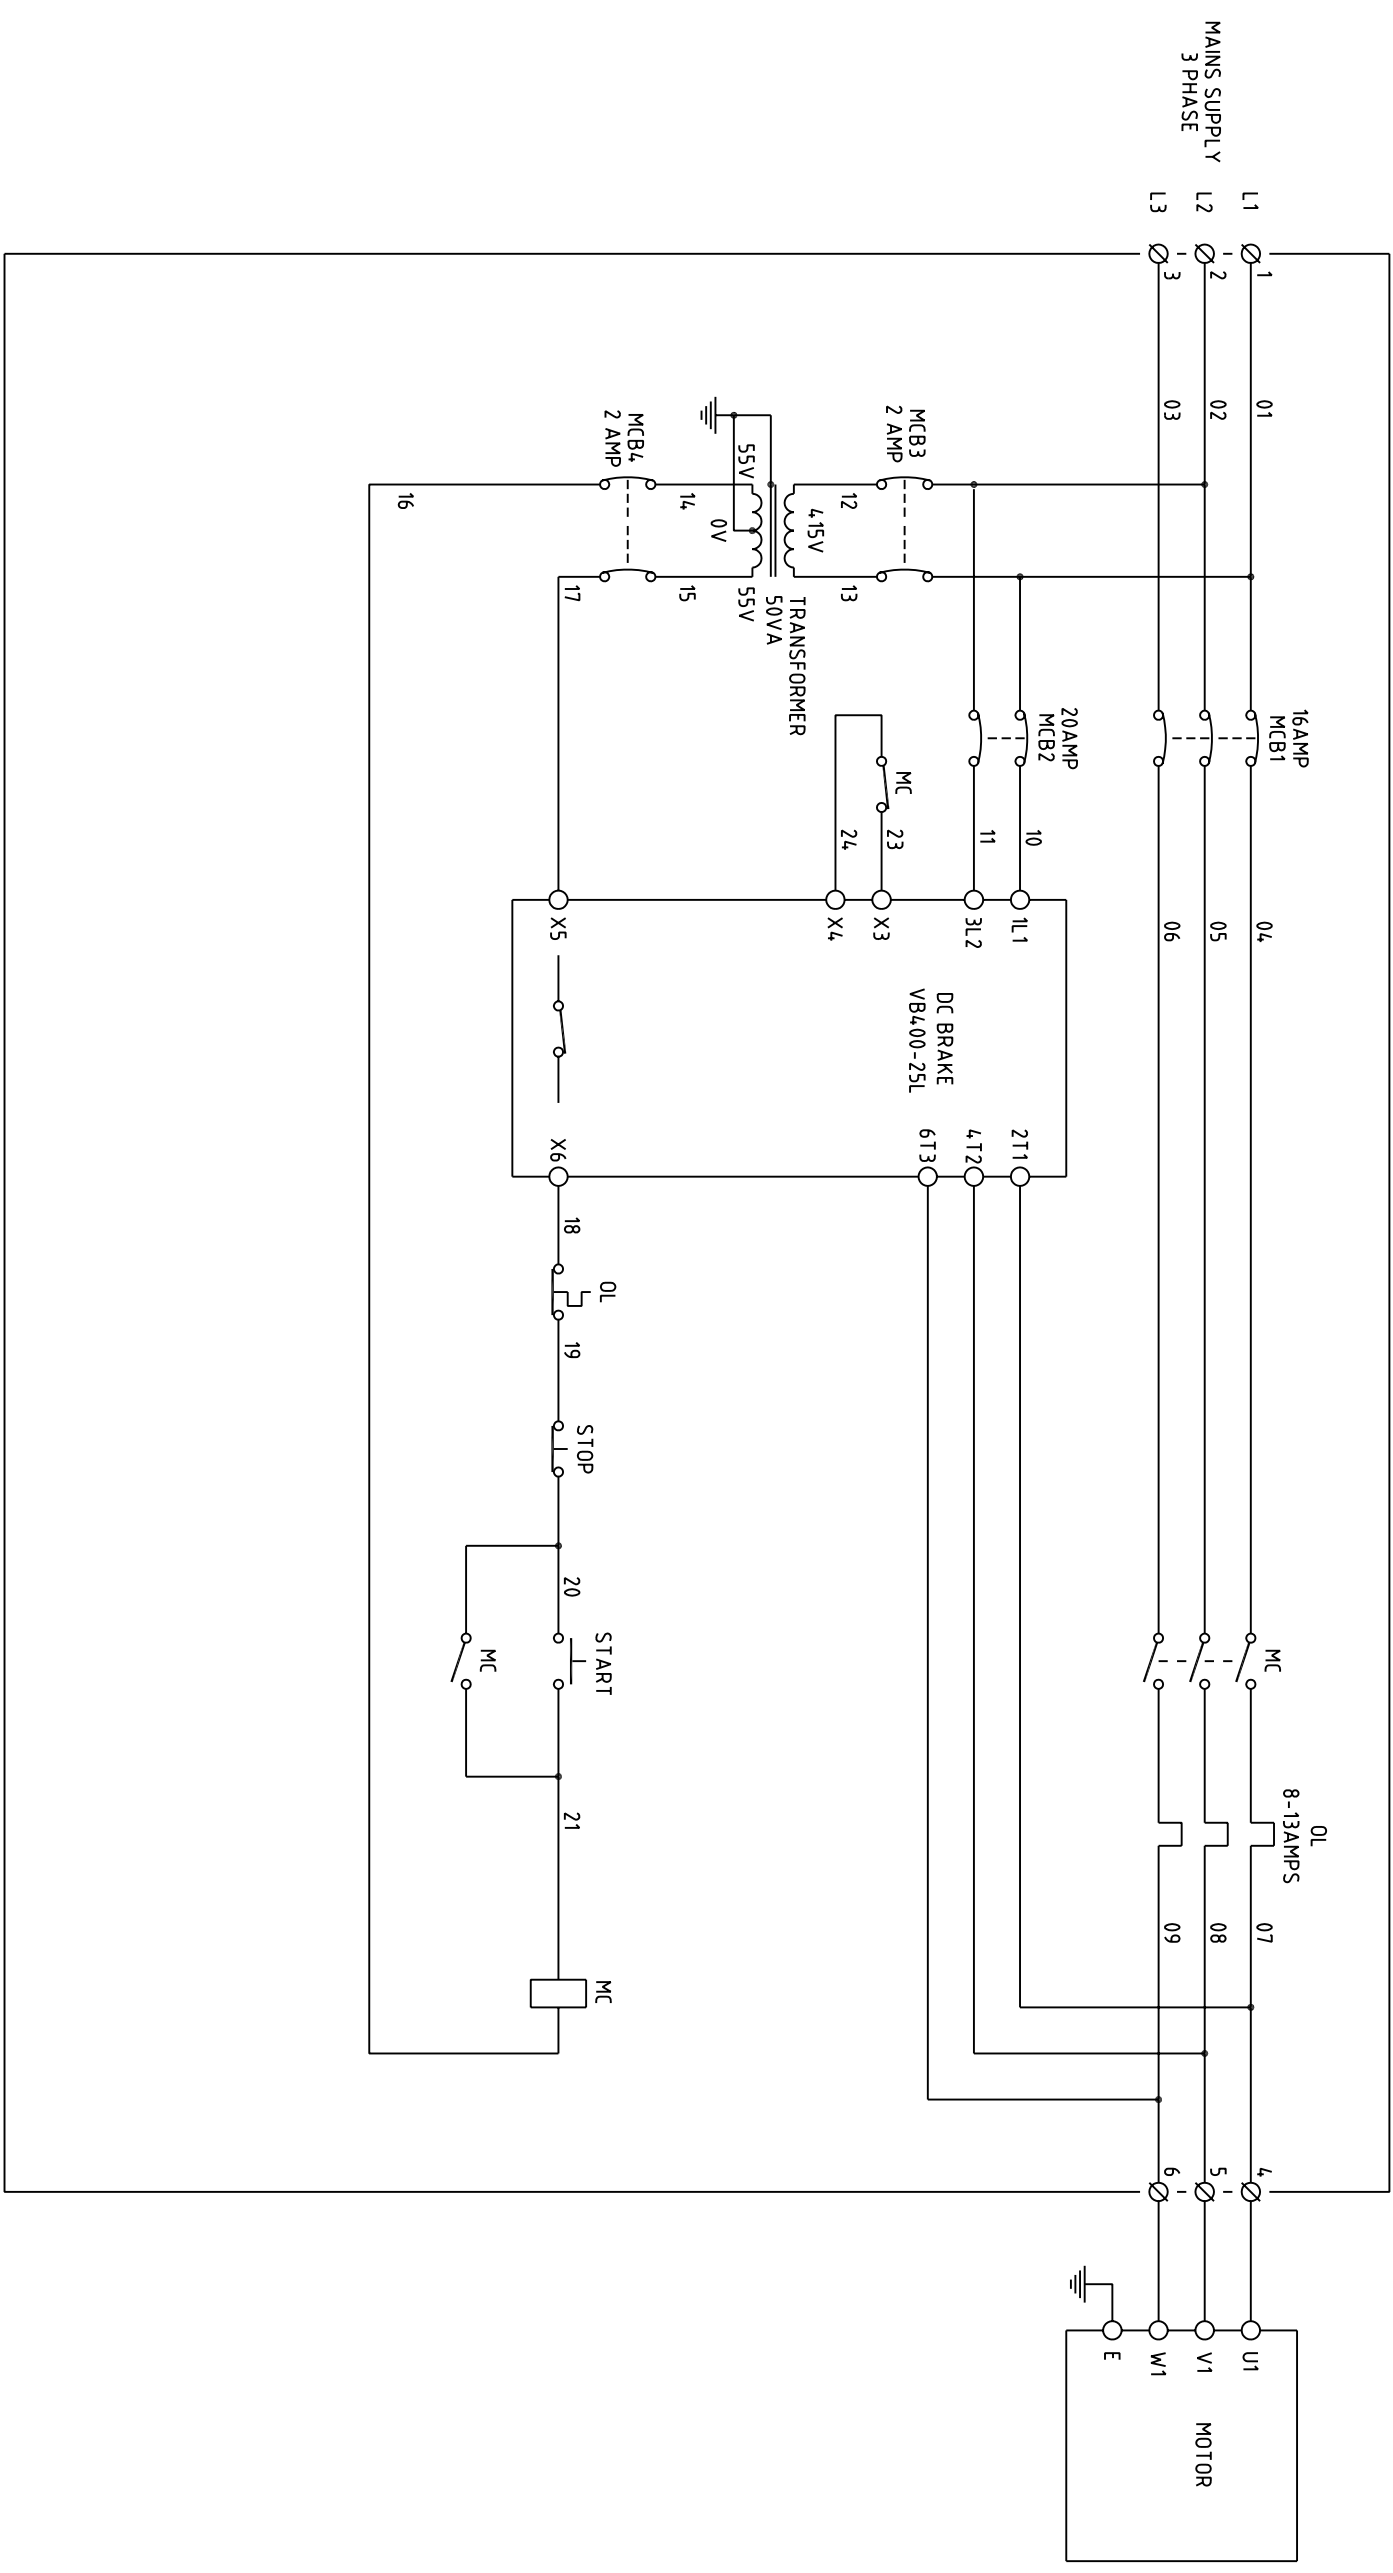 MAINS SUPPLY
3 PHASE
L1
L2
L3
1
2
3
01
02
03
16AMP
MCB1
04
05
06
MC
OL
8-13AMPS
07
08
09
4
5
6
U1
V1
W1
E
MOTOR
20AMP
MCB2
10
11
MCB3
2 AMP
12
13
415V
TRANSFORMER
50VA
55V
0V
55V
14
15
MCB4
2 AMP
16
17
MC
23
24
1L1
3L2
X3
X4
X5
DC BRAKE
VB400-25L
2T1
4T2
6T3
X6
18
OL
19
STOP
20
START
MC
21
MC